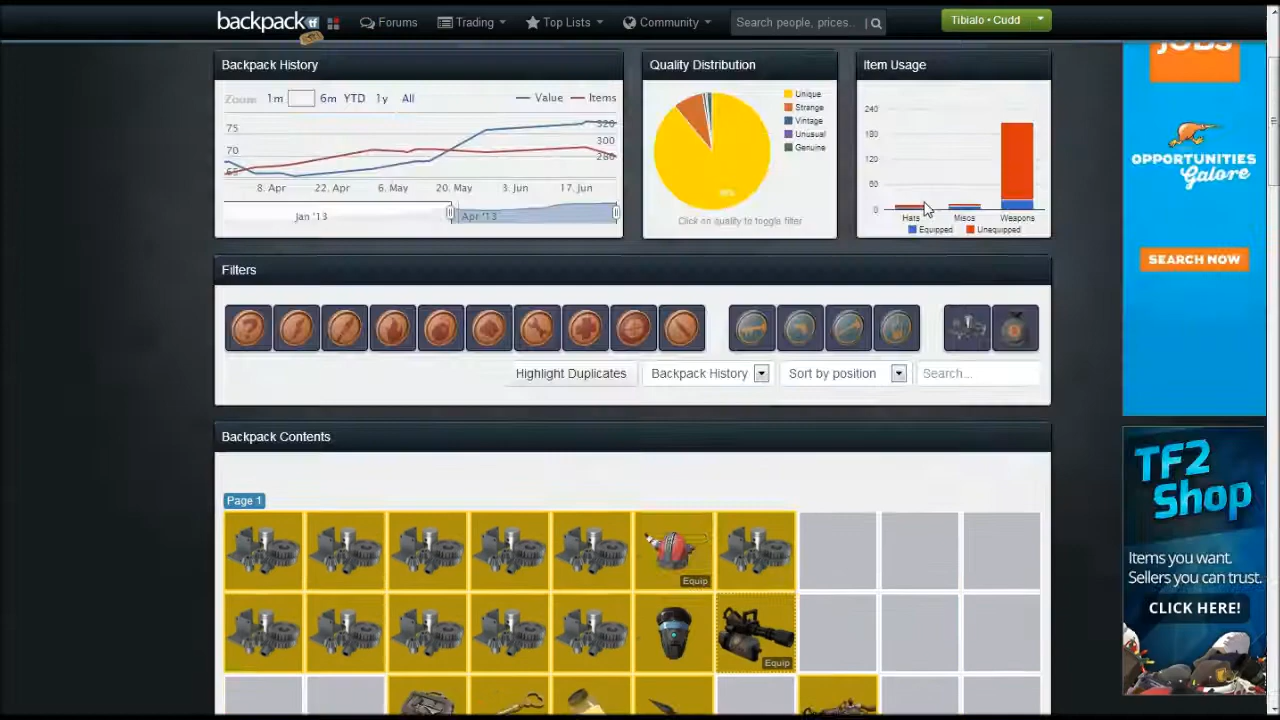 backpack tf
Forums
Trading
Top Lists
Community
Search people, prices..
Tibialo • Cudd
Backpack History
Zoom 1m 6m YTD 1y All
Value Items
75
70
65
320
300
280
8. Apr 22. Apr 6. May 20. May 3. Jun 17. Jun
Jan '13 Apr '13
Quality Distribution
Unique
Strange
Vintage
Unusual
Genuine
Click on quality to toggle filter
Item Usage
240
180
120
60
0
Hats Miscs Weapons
Equipped Unequipped
JOBS
OPPORTUNITIES
Galore
SEARCH NOW
Filters
Highlight Duplicates
Backpack History
Sort by position
Search....
Backpack Contents
Page 1
Equip
Equip
TF2
Shop
Items you want.
Sellers you can trust.
CLICK HERE!